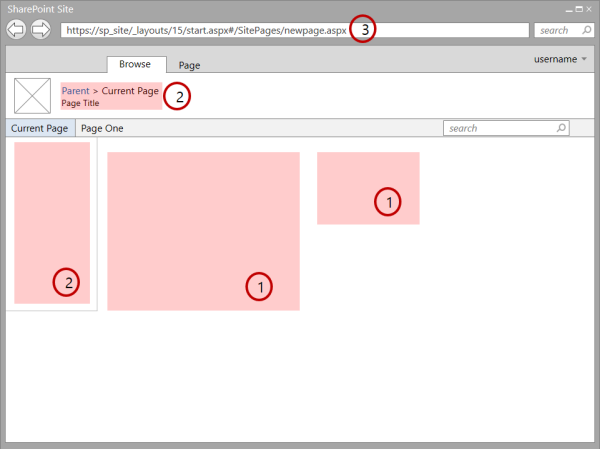 SharePoint Site
https://sp_site/_layouts/15/start.aspx#/SitePages/newpage.aspx 3 search
Browse Page username
Parent > Current Page
Page Title
2
Current Page Page One search
1
2
1